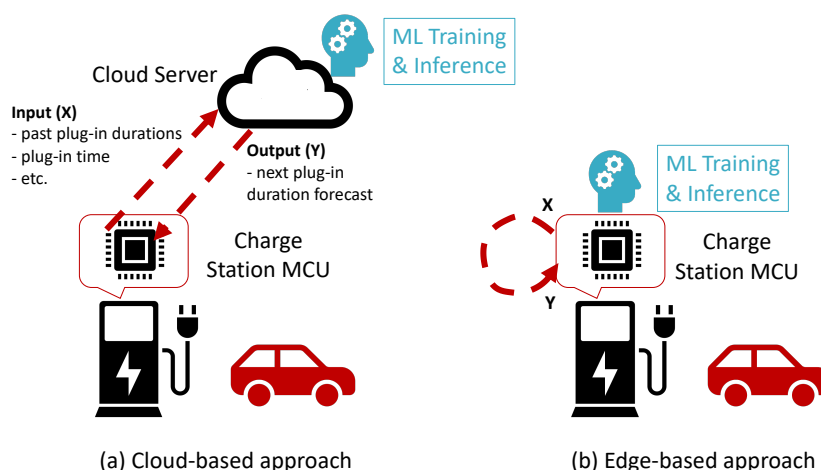 ML Training
& Inference
Cloud Server
Input (X)
- past plug-in durations
- plug-in time
- etc.
Output (Y)
- next plug-in
duration forecast
Charge
Station MCU
(a) Cloud-based approach
ML Training
& Inference
X
Y
Charge
Station MCU
(b) Edge-based approach